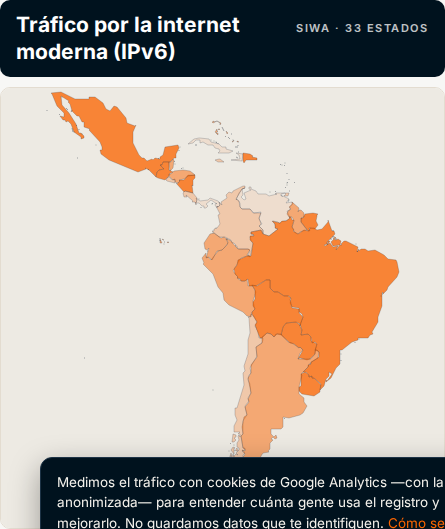 Tráfico por la internet
moderna (IPv6)
SIWA · 33 ESTADOS
Medimos el tráfico con cookies de Google Analytics —con la
anonimizada— para entender cuánta gente usa el registro y
mejorarlo. No guardamos datos que te identifiquen. Cómo se